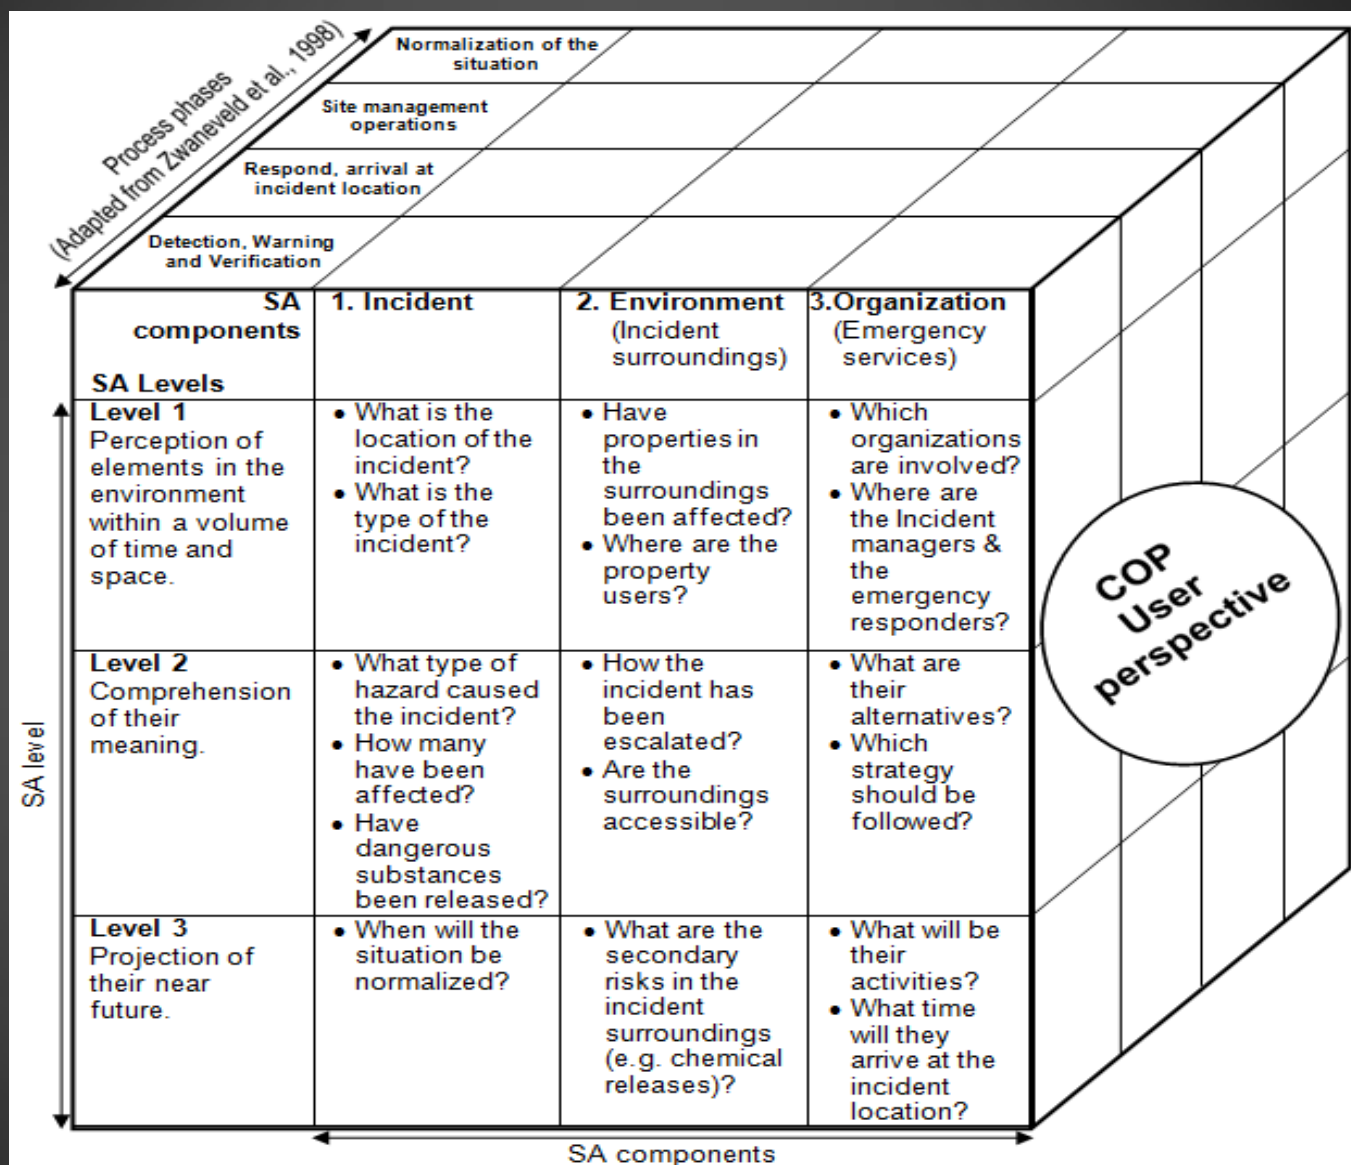 Process phases
(Adapted from Zwaneveld et al., 1998)
Normalization of the
situation
Site management
operations
Respond, arrival at
incident location
Detection, Warning
and Verification
SA
components
SA Levels
1. Incident
2. Environment
(Incident
surroundings)
3.Organization
(Emergency
services)
SA level
Level 1
Perception of
elements in the
environment
within a volume
of time and
space.
• What is the
location of the
incident?
• What is the
type of the
incident?
• Have
properties in
the
surroundings
been affected?
• Where are the
property
users?
• Which
organizations
are involved?
• Where are
the Incident
managers &
the
emergency
responders?
Level 2
Comprehension
of their
meaning.
• What type of
hazard caused
the incident?
• How many
have been
affected?
• Have
dangerous
substances
been released?
• How the
incident has
been
escalated?
• Are the
surroundings
accessible?
• What are
their
alternatives?
• Which
strategy
should be
followed?
Level 3
Projection of
their near
future.
• When will the
situation be
normalized?
• What are the
secondary
risks in the
incident
surroundings
(e.g. chemical
releases)?
• What will be
their
activities?
• What time
will they
arrive at the
incident
location?
COP
User
perspective
SA components